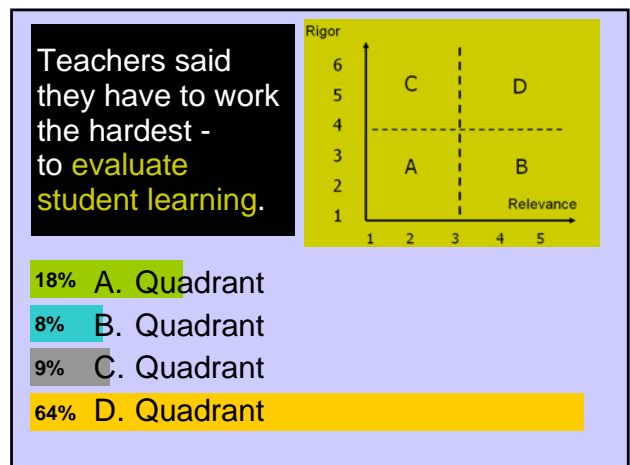 Teachers said
they have to work
the hardest -
to evaluate
student learning.
Rigor
6
5
4
3
2
1
C
D
A
B
Relevance
1 2 3 4 5
18% A. Quadrant
8% B. Quadrant
9% C. Quadrant
64% D. Quadrant